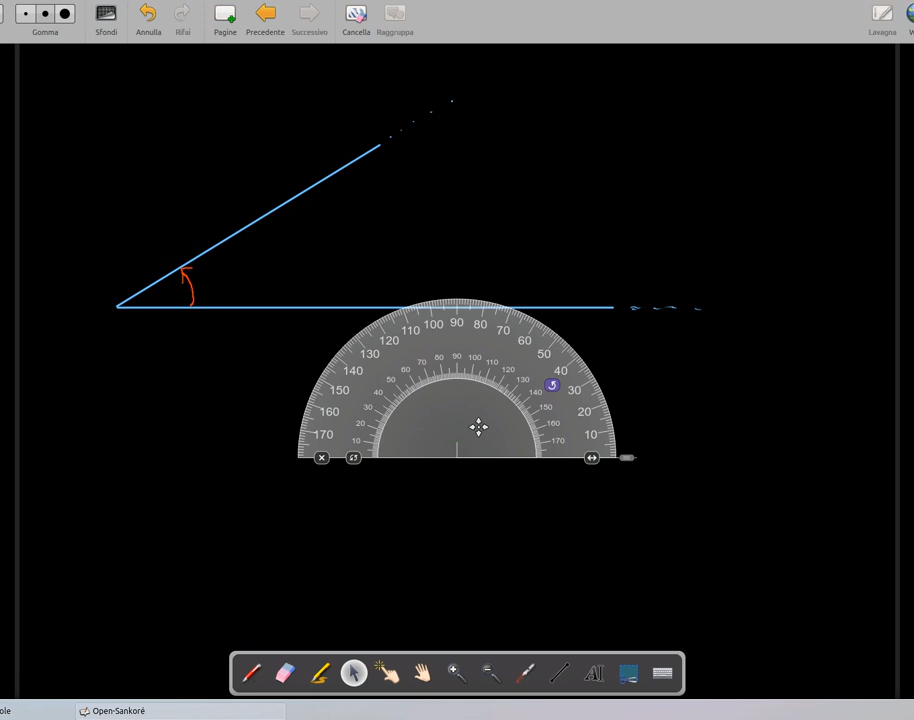 Gomma Sfondi Annulla Rifai Pagine Precedente Successivo Cancella Raggruppa Lavagna W
110 100 90 80 70
120 60
130 50
140 40
150 30
160 20
170 10
80 90 100
70 110
60 120
50 130
40 140
30 150
20 160
10 170
AI
ole Open-Sankoré